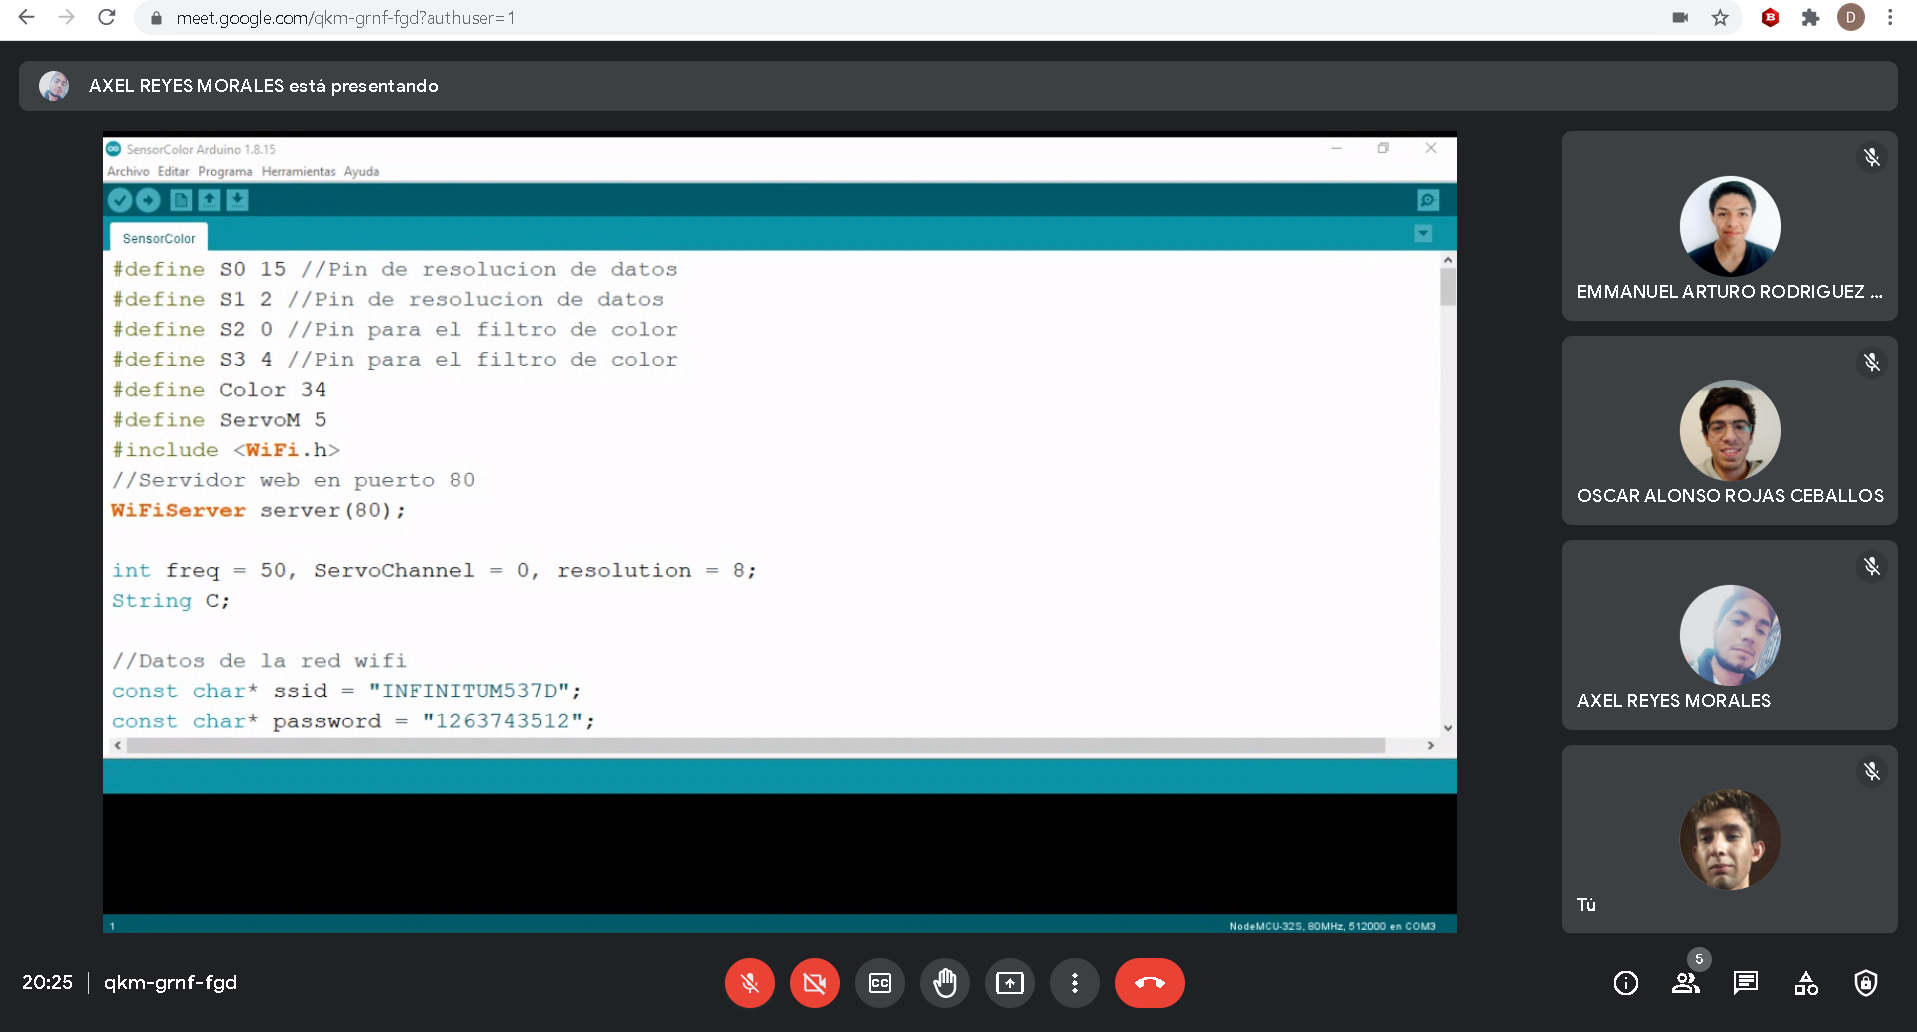 meet.google.com/qkm-grnf-fgd?authuser=1
D
AXEL REYES MORALES está presentando
SensorColor Arduino 1.8.15
Archivo Editar Programa Herramientas Ayuda
SensorColor
#define S0 15 //Pin de resolucion de datos
#define S1 2 //Pin de resolucion de datos
#define S2 0 //Pin para el filtro de color
#define S3 4 //Pin para el filtro de color
#define Color 34
#define ServoM 5
#include <WiFi.h>
//Servidor web en puerto 80
WiFiServer server(80);
int freq = 50, ServoChannel = 0, resolution = 8;
String C;
//Datos de la red wifi
const char* ssid = "INFINITUM537D";
const char* password = "1263743512";
1
NodeMCU-32S, 80MHz, 512000 en COM3
EMMANUEL ARTURO RODRIGUEZ ...
OSCAR ALONSO ROJAS CEBALLOS
AXEL REYES MORALES
Tú
20:25 | qkm-grnf-fgd
CC
5